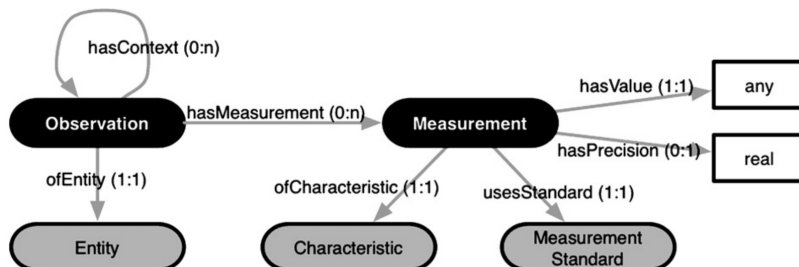 hasContext (0:n)
hasValue (1:1)
any
Observation
hasMeasurement (0:n)
Measurement
hasPrecision (0:1)
real
ofEntity (1:1)
ofCharacteristic (1:1)
usesStandard (1:1)
Entity
Characteristic
Measurement
Standard